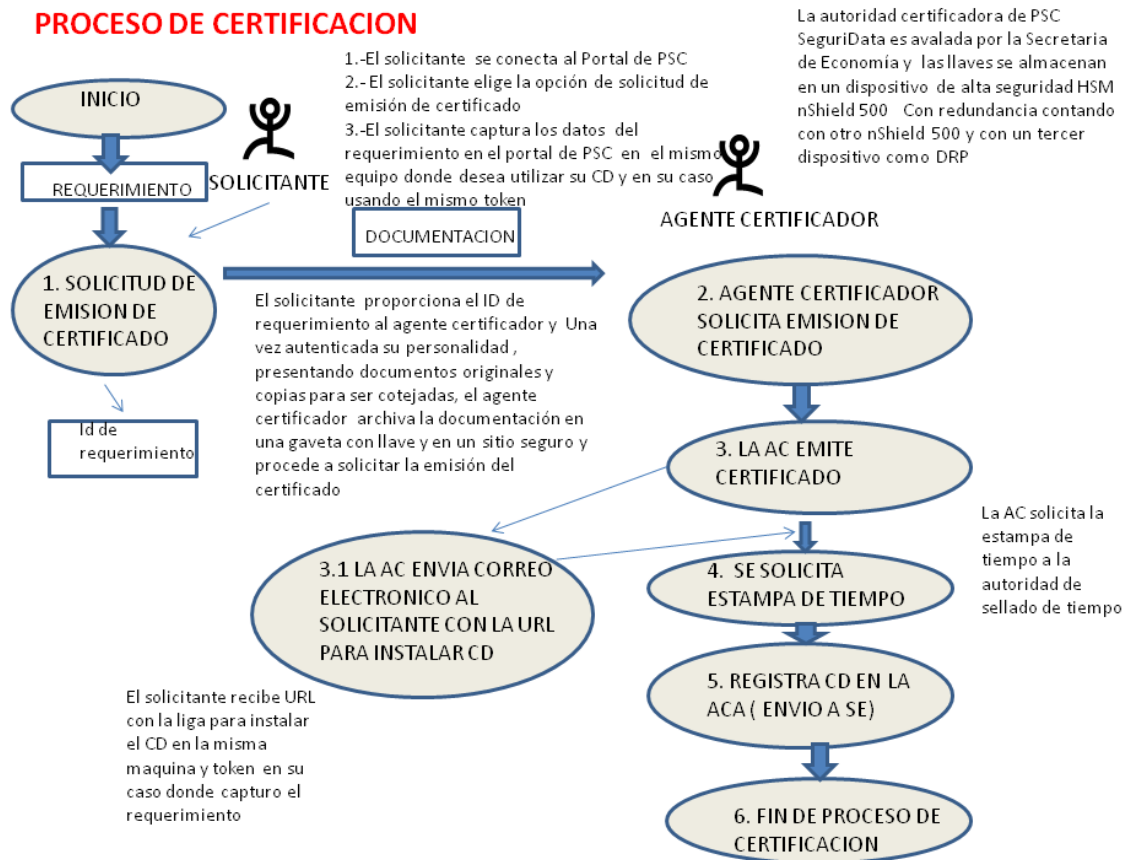 PROCESO DE CERTIFICACION
La autoridad certificadora de PSC
SeguriData es avalada por la Secretaria
de Economía y  las llaves se almacenan
en un dispositivo de alta seguridad HSM
nShield 500   Con redundancia contando
con otro nShield 500 y con un tercer
dispositivo como DRP
1.-El solicitante  se conecta al Portal de PSC
2.- El solicitante elige la opción de solicitud de
emisión de certificado
3.-El solicitante captura los datos  del
requerimiento en el portal de PSC  en  el mismo
equipo donde desea utilizar su CD y en su caso
usando el mismo token
INICIO
REQUERIMIENTO
SOLICITANTE
DOCUMENTACION
AGENTE CERTIFICADOR
1. SOLICITUD DE
EMISION DE
CERTIFICADO
El solicitante  proporciona el ID de
requerimiento al agente certificador y  Una
vez autenticada su personalidad ,
presentando documentos originales y
copias para ser cotejadas, el agente
certificador  archiva la documentación en
una gaveta con llave y en un sitio seguro y
procede a solicitar la emisión del
certificado
2. AGENTE CERTIFICADOR
SOLICITA EMISION DE
CERTIFICADO
Id de
requerimiento
3. LA AC EMITE
CERTIFICADO
La AC solicita la
estampa de
tiempo a la
autoridad de
sellado de tiempo
3.1 LA AC ENVIA CORREO
ELECTRONICO AL
SOLICITANTE CON LA URL
PARA INSTALAR CD
4.  SE SOLICITA
ESTAMPA DE TIEMPO
El solicitante recibe URL
con la liga para instalar
el CD en la misma
maquina y token en su
caso donde capturo el
requerimiento
5. REGISTRA CD EN LA
ACA ( ENVIO A SE)
6. FIN DE PROCESO DE
CERTIFICACION